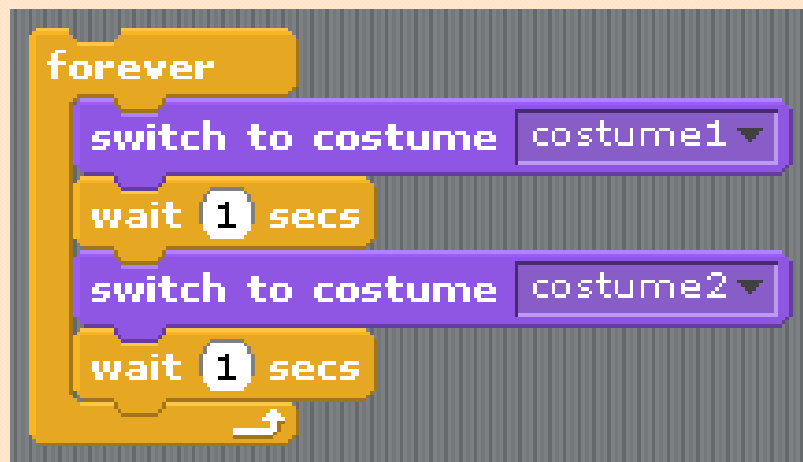 forever
switch to costume costume1
wait 1 secs
switch to costume costume2
wait 1 secs